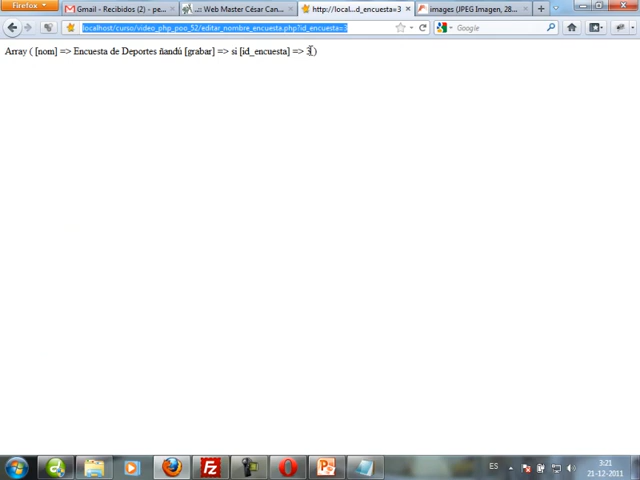 Firefox
Gmail - Recibidos (2) - pe...
.::: Web Master César Can...
http://local...d_encuesta=3
images (JPEG Imagen, 28...
localhost/curso/video_php_poo_52/editar_nombre_encuesta.php?id_encuesta=3
Google
Array ( [nom] => Encuesta de Deportes ñandú [grabar] => si [id_encuesta] => 3 )
ES
3:21
21-12-2011